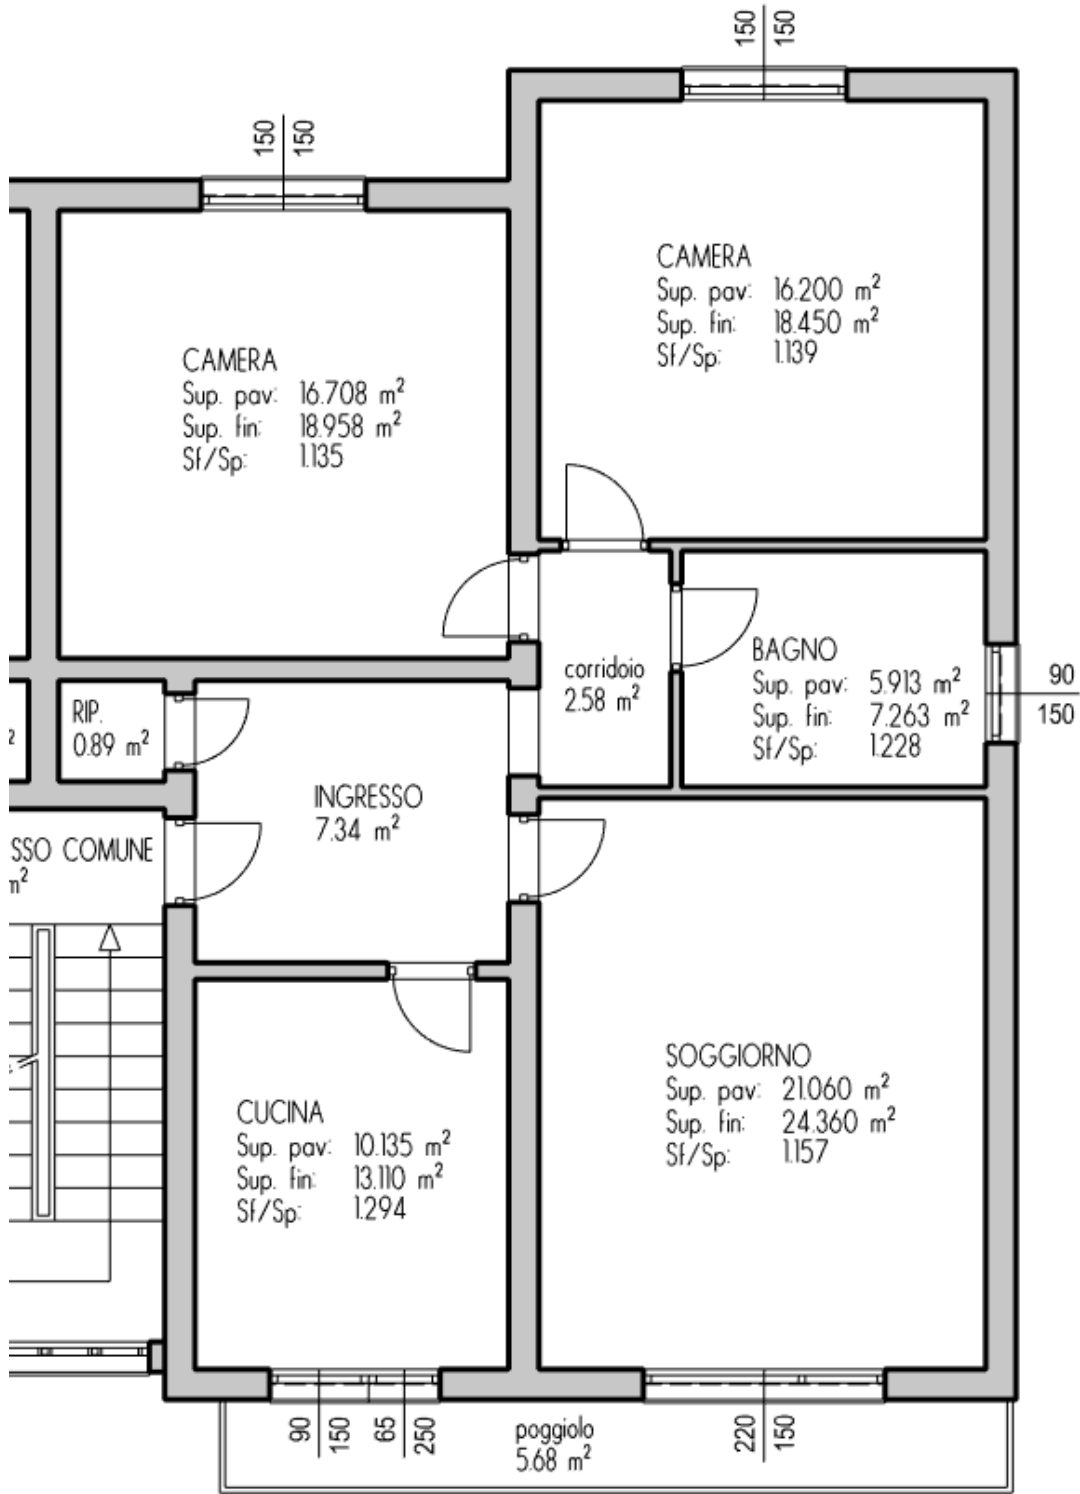 150
150
150
150
CAMERA
Sup. pav: 16.200 m²
Sup. fin: 18.450 m²
Sf/Sp: 1.139
CAMERA
Sup. pav: 16.708 m²
Sup. fin: 18.958 m²
Sf/Sp: 1.135
corridoio
2.58 m²
BAGNO
Sup. pav: 5.913 m²
Sup. fin: 7.263 m²
Sf/Sp: 1.228
90
150
RIP.
0.89 m²
INGRESSO
7.34 m²
SSO COMUNE
m²
SOGGIORNO
Sup. pav: 21.060 m²
Sup. fin: 24.360 m²
Sf/Sp: 1.157
CUCINA
Sup. pav: 10.135 m²
Sup. fin: 13.110 m²
Sf/Sp: 1.294
90
150
65
250
poggiolo
5.68 m²
220
150